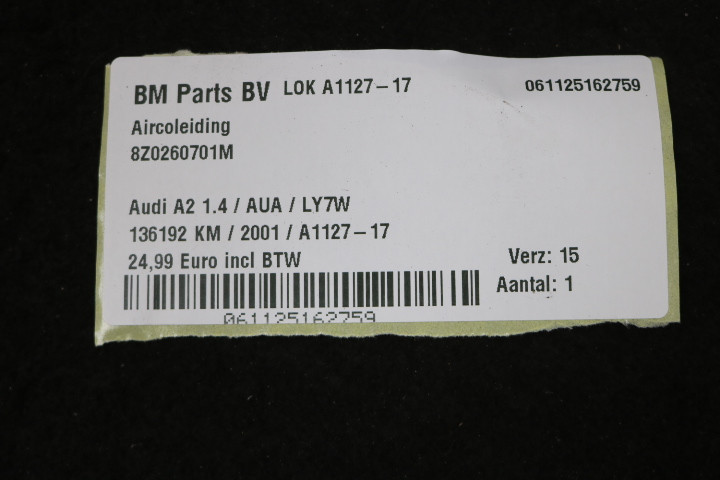 BM Parts BV LOK A1127-17 061125162759
Aircoleiding
8Z0260701M
Audi A2 1.4 / AUA / LY7W
136192 KM / 2001 / A1127-17
24,99 Euro incl BTW Verz: 15
Aantal: 1
061125162759